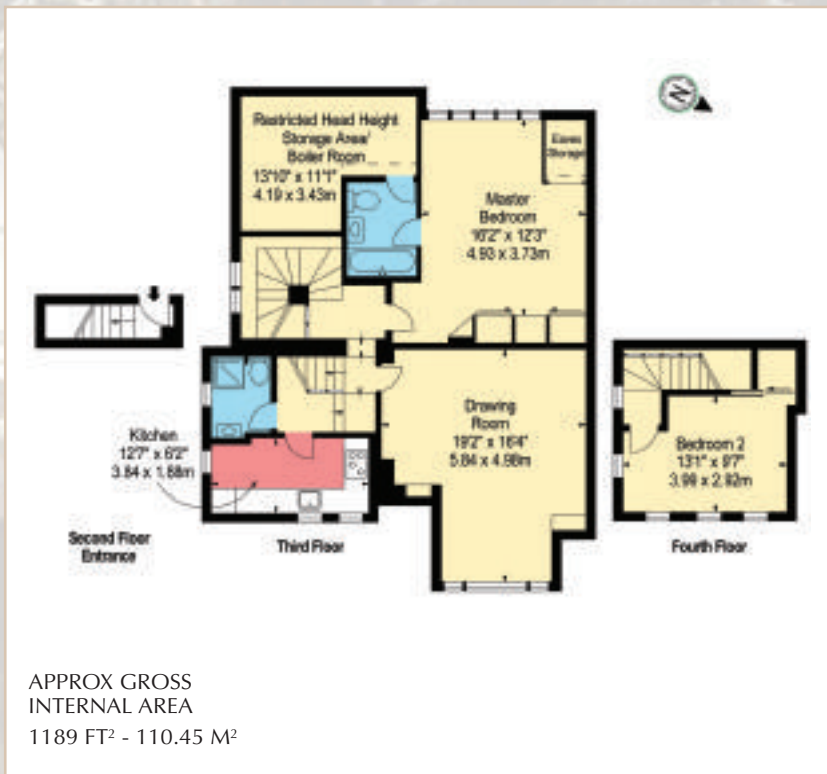 N
Restricted Head Height
Storage Area/
Boiler Room
13'10" x 11'1"
4.19 x 3.43m
Eaves
Storage
Master
Bedroom
16'2" x 12'3"
4.93 x 3.73m
Drawing
Room
19'2" x 16'4"
5.84 x 4.98m
Kitchen
12'7" x 6'2"
3.84 x 1.88m
Bedroom 2
13'1" x 9'7"
3.99 x 2.92m
Second Floor
Entrance
Third Floor
Fourth Floor
APPROX GROSS
INTERNAL AREA
1189 FT² - 110.45 M²